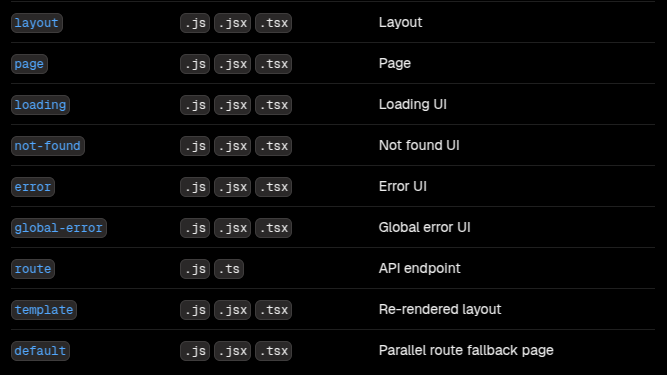 layout .js .jsx .tsx Layout
page .js .jsx .tsx Page
loading .js .jsx .tsx Loading UI
not-found .js .jsx .tsx Not found UI
error .js .jsx .tsx Error UI
global-error .js .jsx .tsx Global error UI
route .js .ts API endpoint
template .js .jsx .tsx Re-rendered layout
default .js .jsx .tsx Parallel route fallback page